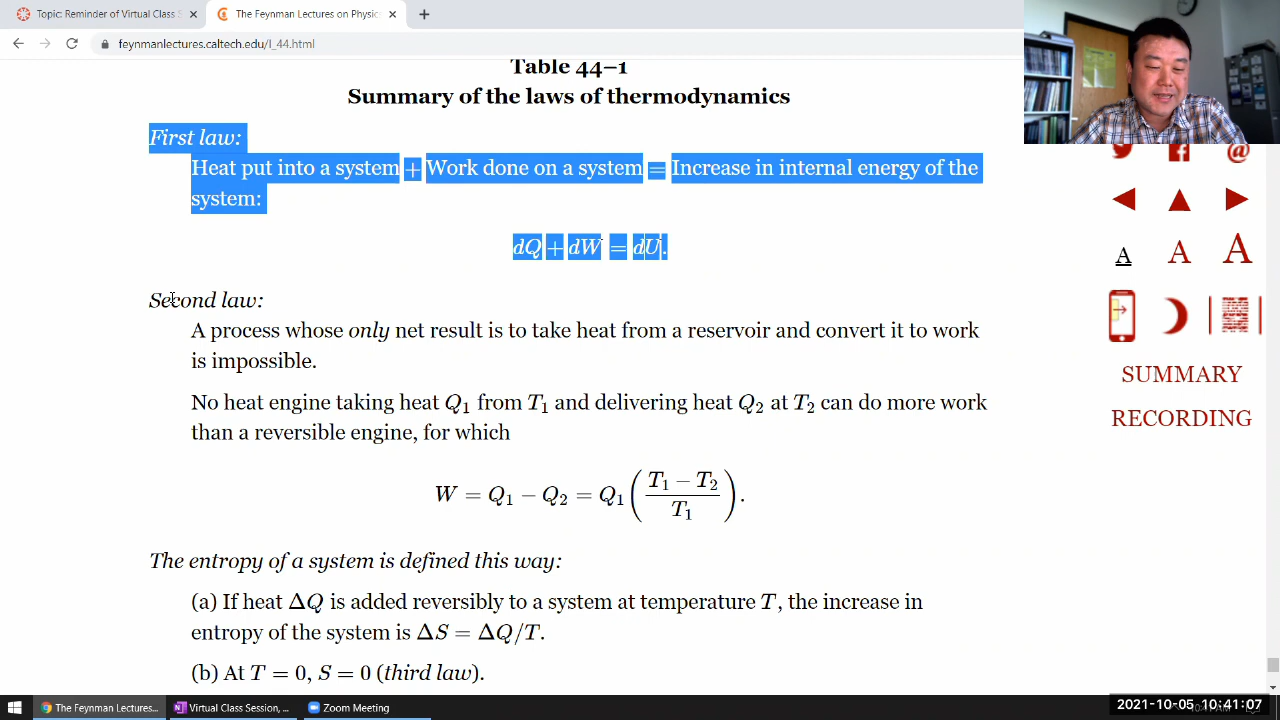 Topic: Reminder of Virtual Class S
The Feynman Lectures on Physic
feynmanlectures.caltech.edu/I_44.html
Table 44–1
Summary of the laws of thermodynamics
First law:
Heat put into a system + Work done on a system = Increase in internal energy of the
system:
dQ + dW = dU.
Second law:
A process whose only net result is to take heat from a reservoir and convert it to work
is impossible.
No heat engine taking heat Q₁ from T₁ and delivering heat Q₂ at T₂ can do more work
than a reversible engine, for which
W = Q₁ − Q₂ = Q₁ (T₁ − T₂ / T₁).
The entropy of a system is defined this way:
(a) If heat ΔQ is added reversibly to a system at temperature T, the increase in
entropy of the system is ΔS = ΔQ/T.
(b) At T = 0, S = 0 (third law).
A A A
SUMMARY
RECORDING
The Feynman Lectures...
Virtual Class Session, ...
Zoom Meeting
2021-10-05 10:41:07